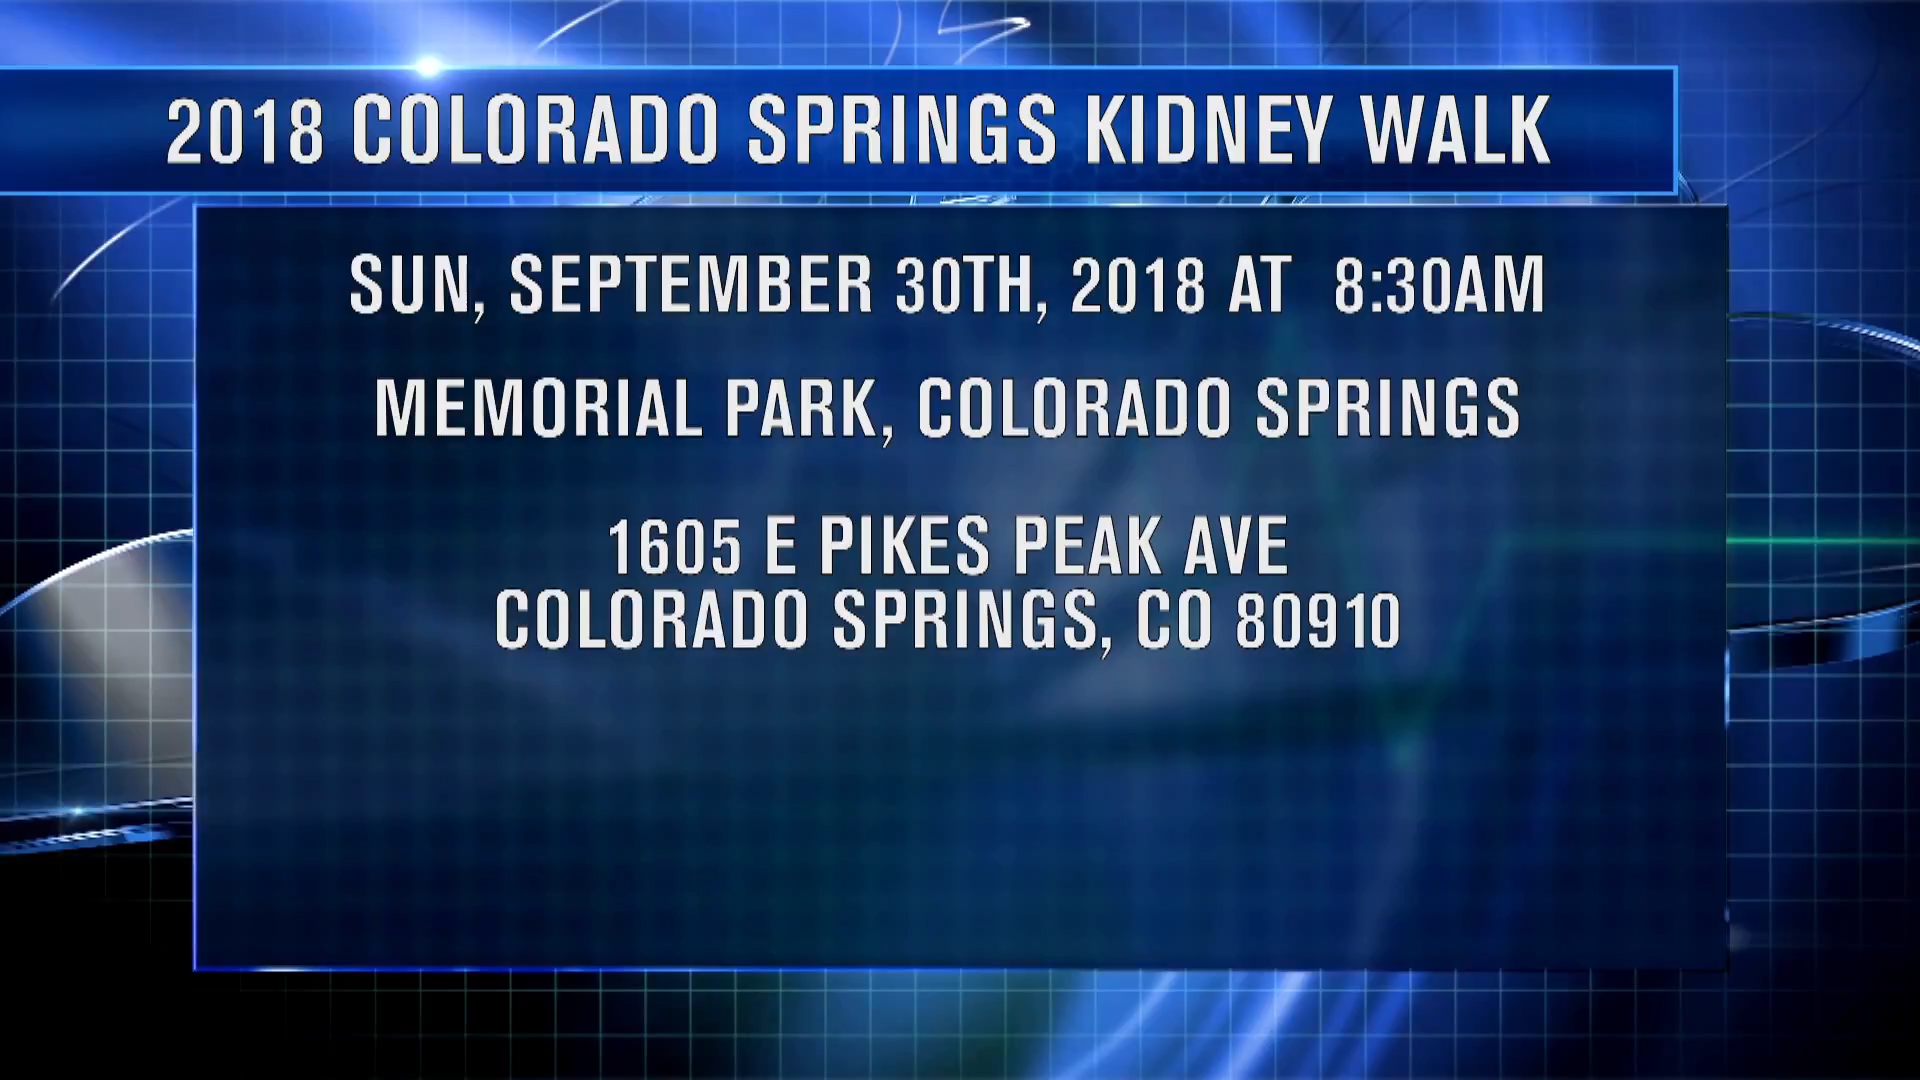 2018 COLORADO SPRINGS KIDNEY WALK
SUN, SEPTEMBER 30TH, 2018 AT  8:30AM
MEMORIAL PARK, COLORADO SPRINGS
1605 E PIKES PEAK AVE
COLORADO SPRINGS, CO 80910